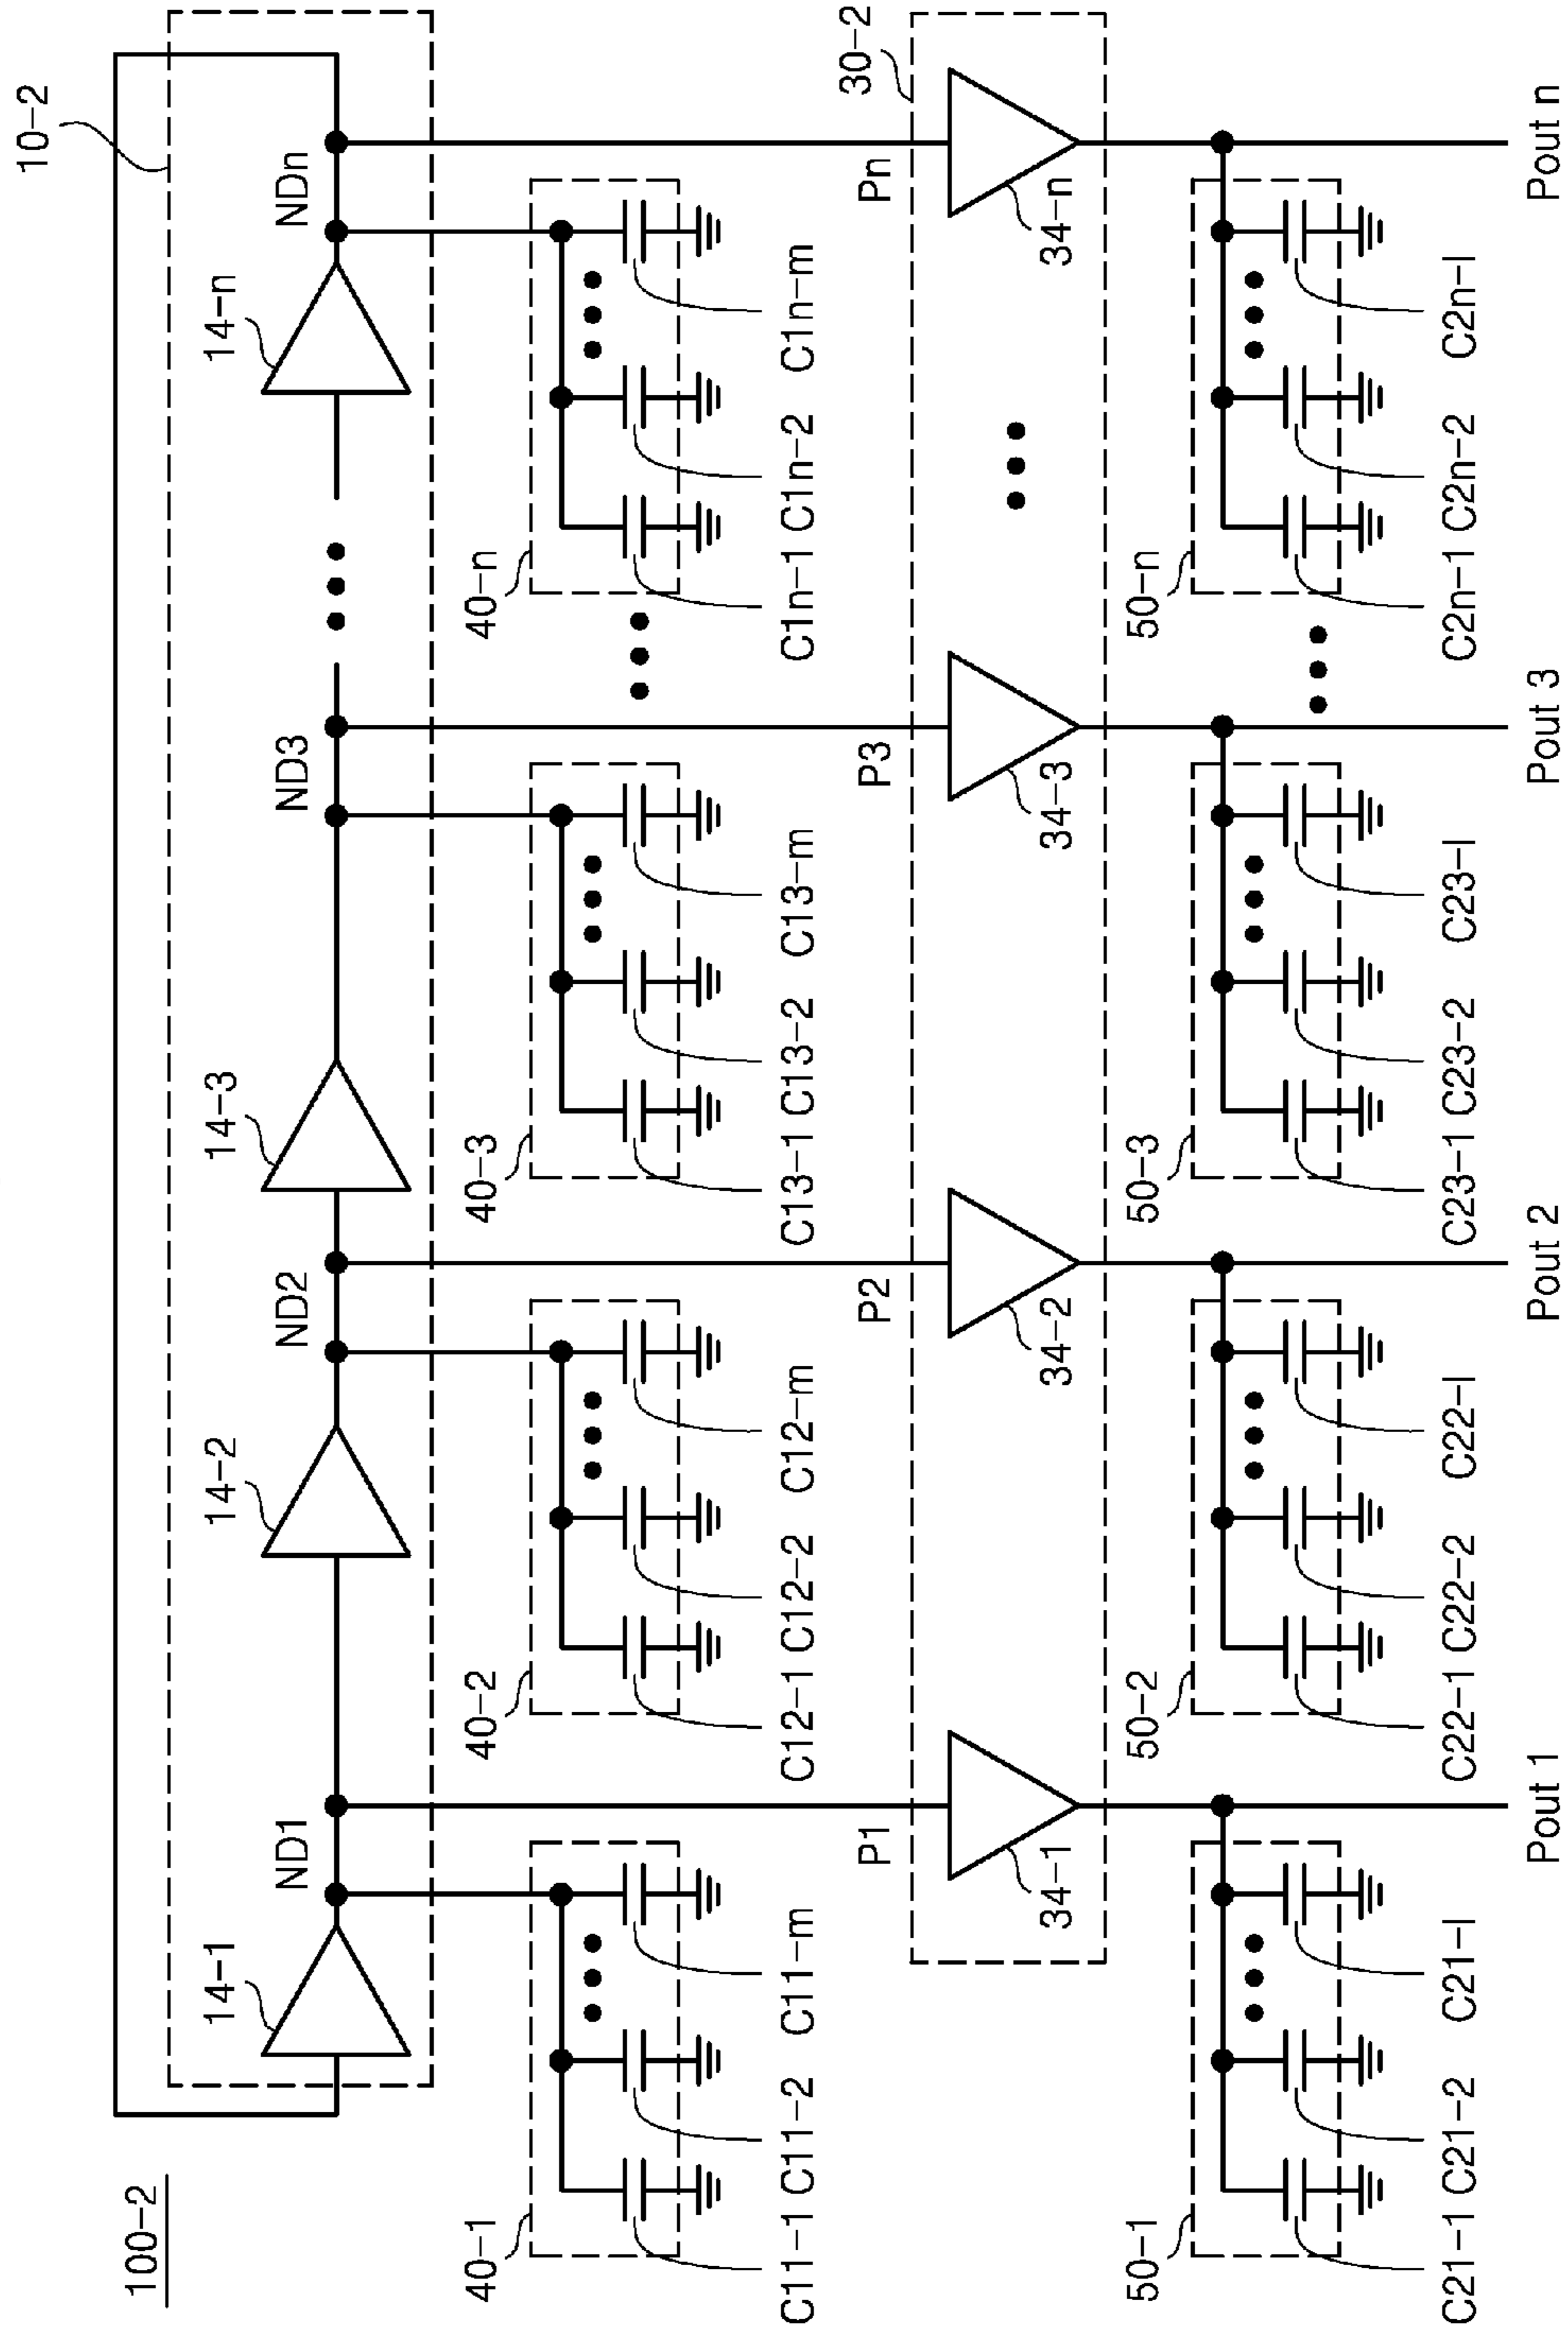 100-2
10-2
14-1
14-2
14-3
14-n
ND1
ND2
ND3
NDn
40-1
40-2
40-3
40-n
C11-1 C11-2 C11-m
C12-1 C12-2 C12-m
C13-1 C13-2 C13-m
C1n-1 C1n-2 C1n-m
30-2
P1
P2
P3
Pn
34-1
34-2
34-3
34-n
50-1
50-2
50-3
50-n
C21-1 C21-2 C21-l
C22-1 C22-2 C22-l
C23-1 C23-2 C23-l
C2n-1 C2n-2 C2n-l
Pout 1
Pout 2
Pout 3
Pout n